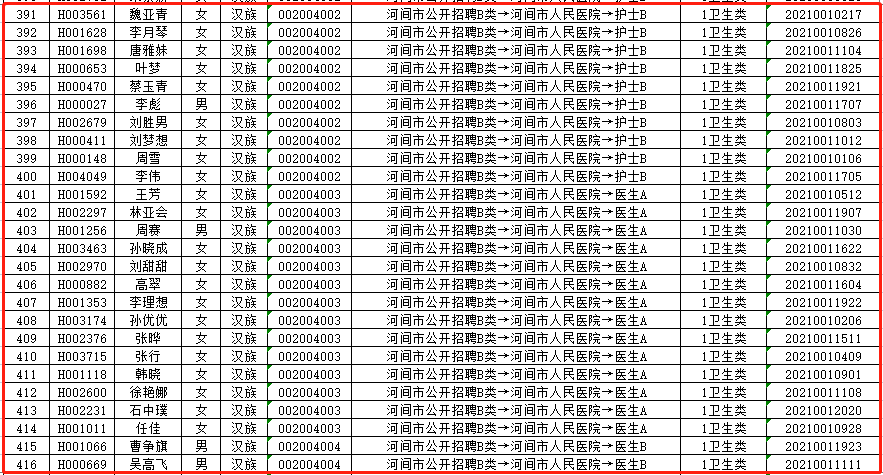 391 H003561 魏亚青 女 汉族 002004002 河间市公开招聘B类→河间市人民医院→护士B 1卫生类 20210010217
392 H001628 李月琴 女 汉族 002004002 河间市公开招聘B类→河间市人民医院→护士B 1卫生类 20210010826
393 H001698 唐雅妹 女 汉族 002004002 河间市公开招聘B类→河间市人民医院→护士B 1卫生类 20210011104
394 H000653 叶梦 女 汉族 002004002 河间市公开招聘B类→河间市人民医院→护士B 1卫生类 20210011825
395 H000470 蔡玉青 女 汉族 002004002 河间市公开招聘B类→河间市人民医院→护士B 1卫生类 20210011921
396 H000027 李彪 男 汉族 002004002 河间市公开招聘B类→河间市人民医院→护士B 1卫生类 20210011707
397 H002679 刘胜男 女 汉族 002004002 河间市公开招聘B类→河间市人民医院→护士B 1卫生类 20210010803
398 H000411 刘梦想 女 汉族 002004002 河间市公开招聘B类→河间市人民医院→护士B 1卫生类 20210011012
399 H000148 周雪 女 汉族 002004002 河间市公开招聘B类→河间市人民医院→护士B 1卫生类 20210010106
400 H004049 李伟 女 汉族 002004002 河间市公开招聘B类→河间市人民医院→护士B 1卫生类 20210011705
401 H001592 王芳 女 汉族 002004003 河间市公开招聘B类→河间市人民医院→医生A 1卫生类 20210010512
402 H002297 林亚会 女 汉族 002004003 河间市公开招聘B类→河间市人民医院→医生A 1卫生类 20210011907
403 H001256 周赛 男 汉族 002004003 河间市公开招聘B类→河间市人民医院→医生A 1卫生类 20210011030
404 H003463 孙晓成 女 汉族 002004003 河间市公开招聘B类→河间市人民医院→医生A 1卫生类 20210011622
405 H002970 刘甜甜 女 汉族 002004003 河间市公开招聘B类→河间市人民医院→医生A 1卫生类 20210010832
406 H000882 高翠 女 汉族 002004003 河间市公开招聘B类→河间市人民医院→医生A 1卫生类 20210011604
407 H001353 李理想 女 汉族 002004003 河间市公开招聘B类→河间市人民医院→医生A 1卫生类 20210011922
408 H003174 孙优优 女 汉族 002004003 河间市公开招聘B类→河间市人民医院→医生A 1卫生类 20210010206
409 H002376 张晔 女 汉族 002004003 河间市公开招聘B类→河间市人民医院→医生A 1卫生类 20210011511
410 H003715 张行 女 汉族 002004003 河间市公开招聘B类→河间市人民医院→医生A 1卫生类 20210010409
411 H001118 韩晓 女 汉族 002004003 河间市公开招聘B类→河间市人民医院→医生A 1卫生类 20210010901
412 H002600 徐艳娜 女 汉族 002004003 河间市公开招聘B类→河间市人民医院→医生A 1卫生类 20210011108
413 H002231 石中璞 女 汉族 002004003 河间市公开招聘B类→河间市人民医院→医生A 1卫生类 20210012020
414 H001011 任佳 女 汉族 002004003 河间市公开招聘B类→河间市人民医院→医生A 1卫生类 20210010928
415 H001066 曹争旗 男 汉族 002004004 河间市公开招聘B类→河间市人民医院→医生B 1卫生类 20210011923
416 H000669 吴高飞 男 汉族 002004004 河间市公开招聘B类→河间市人民医院→医生B 1卫生类 20210011111